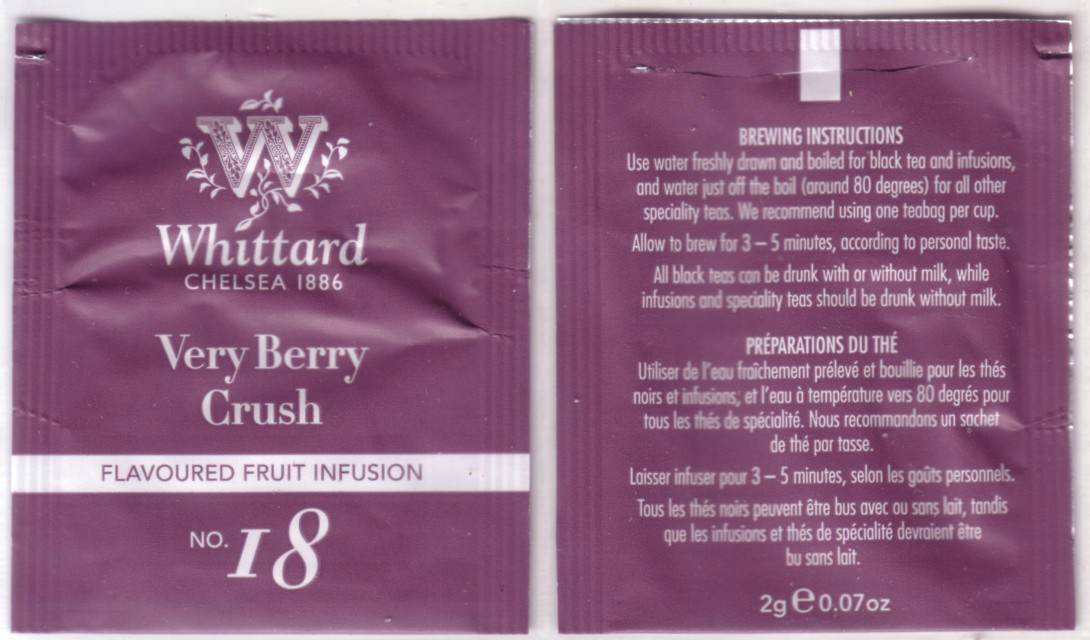 W
Whittard
CHELSEA 1886
Very Berry
Crush
FLAVOURED FRUIT INFUSION
NO. 18
BREWING INSTRUCTIONS
Use water freshly drawn and boiled for black tea and infusions,
and water just off the boil (around 80 degrees) for all other
speciality teas. We recommend using one teabag per cup.
Allow to brew for 3 – 5 minutes, according to personal taste.
All black teas can be drunk with or without milk, while
infusions and speciality teas should be drunk without milk.
PRÉPARATIONS DU THÉ
Utiliser de l'eau fraîchement prélevé et bouillie pour les thés
noirs et infusions, et l'eau à température vers 80 degrés pour
tous les thés de spécialité. Nous recommandons un sachet
de thé par tasse.
Laisser infuser pour 3 – 5 minutes, selon les goûts personnels.
Tous les thés noirs peuvent être bus avec ou sans lait, tandis
que les infusions et thés de spécialité devraient être
bu sans lait.
2g ℮ 0.07oz